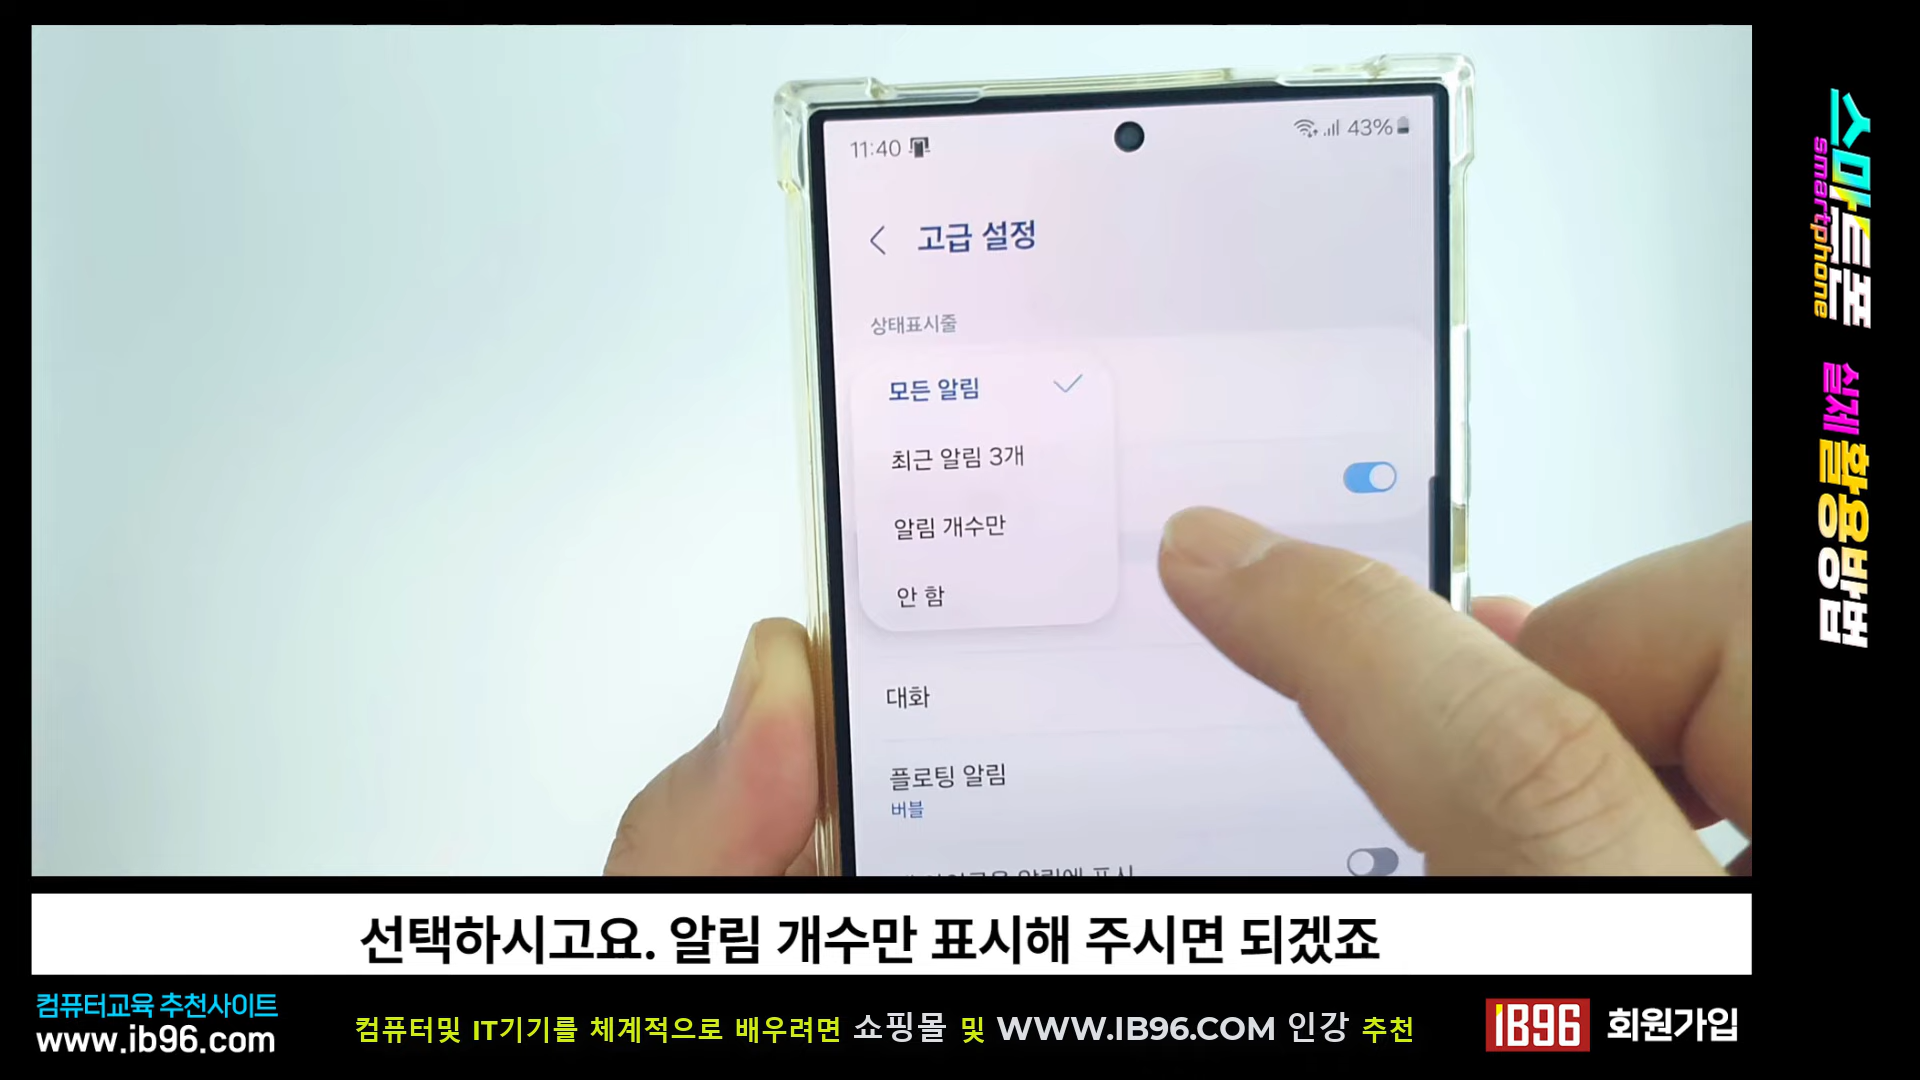 11:40
43%
고급 설정
상태표시줄
모든 알림
최근 알림 3개
알림 개수만
안 함
대화
플로팅 알림
버블
알림에 표시
스마트폰
smartphone
실제 활용방법
선택하시고요. 알림 개수만 표시해 주시면 되겠죠
컴퓨터교육 추천사이트
www.ib96.com
컴퓨터및 IT기기를 체계적으로 배우려면 쇼핑몰 및 WWW.IB96.COM 인강 추천
IB96 회원가입